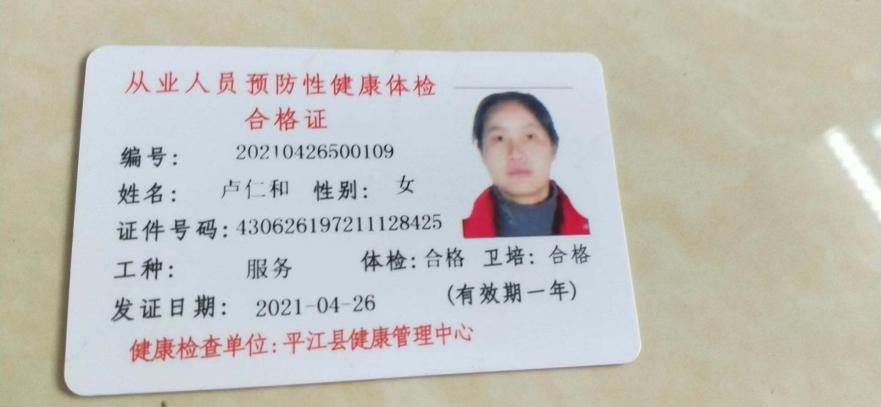 从业人员预防性健康体检
合格证
编号: 20210426500109
姓名: 卢仁和 性别: 女
证件号码:430626197211128425
工种: 服务 体检:合格 卫培:合格
发证日期: 2021-04-26 (有效期一年)
健康检查单位:平江县健康管理中心